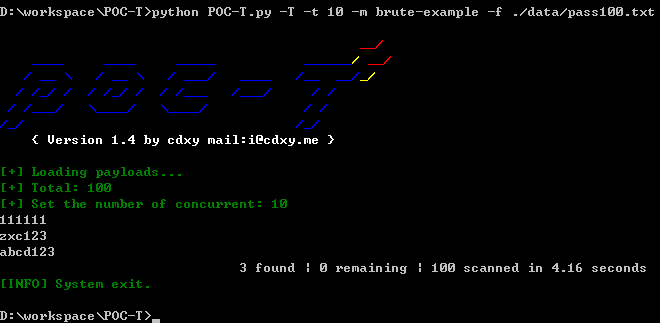 D:\workspace\POC-T>python POC-T.py -T -t 10 -m brute-example -f ./data/pass100.txt
POC-T
{ Version 1.4 by cdxy mail:i@cdxy.me }
[+] Loading payloads...
[+] Total: 100
[+] Set the number of concurrent: 10
111111
zxc123
abcd123
3 found | 0 remaining | 100 scanned in 4.16 seconds
[INFO] System exit.
D:\workspace\POC-T>